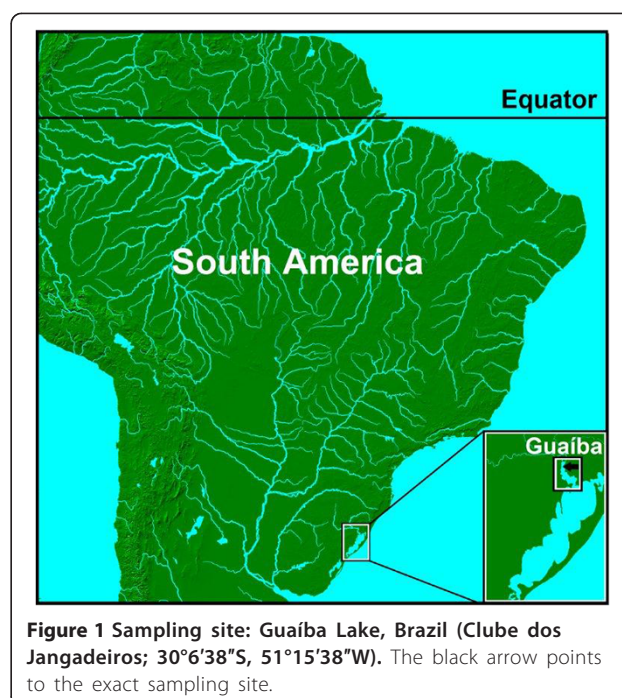 Equator
South America
Guaíba
Figure 1 Sampling site: Guaíba Lake, Brazil (Clube dos
Jangadeiros; 30°6'38"S, 51°15'38"W). The black arrow points
to the exact sampling site.